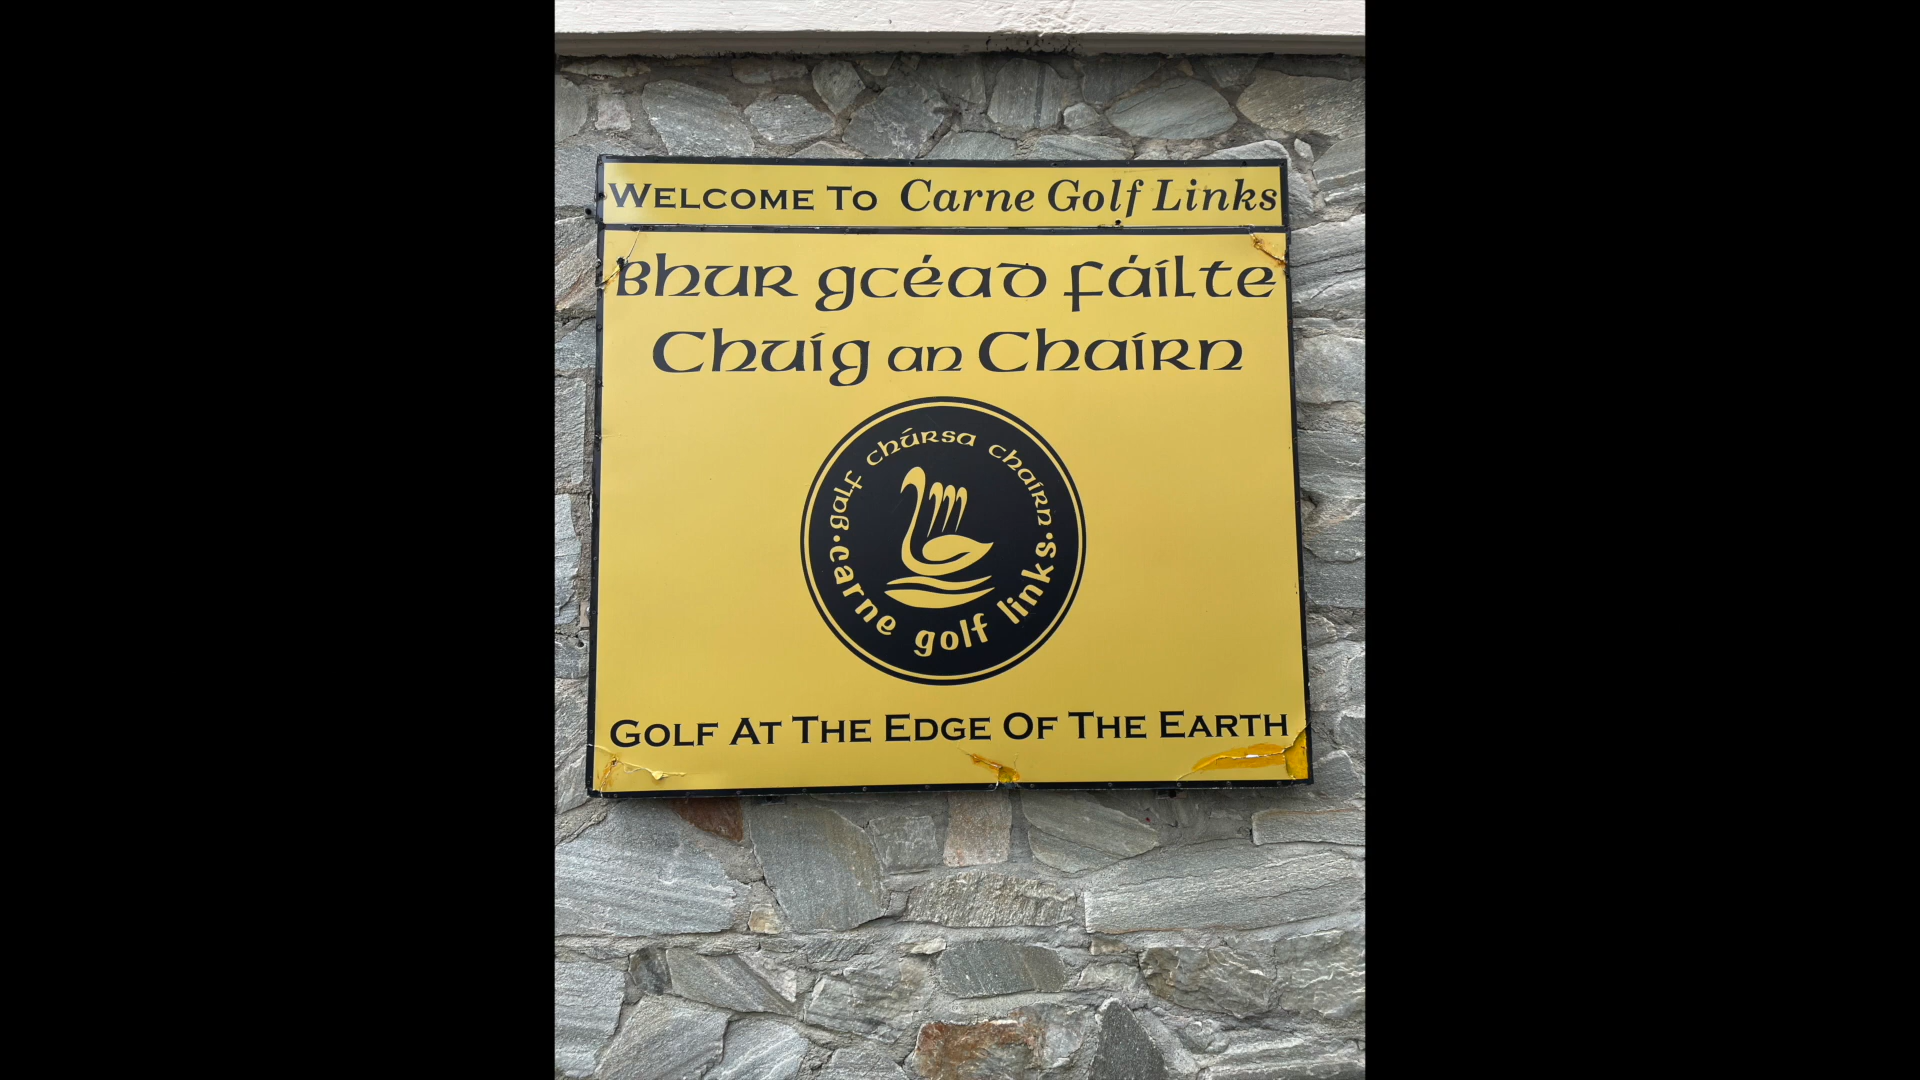 WELCOME TO Carne Golf Links
Bhur gcéad fáilte
Chuig an Chairn
galf chúrsa chairn
carne golf links
GOLF AT THE EDGE OF THE EARTH